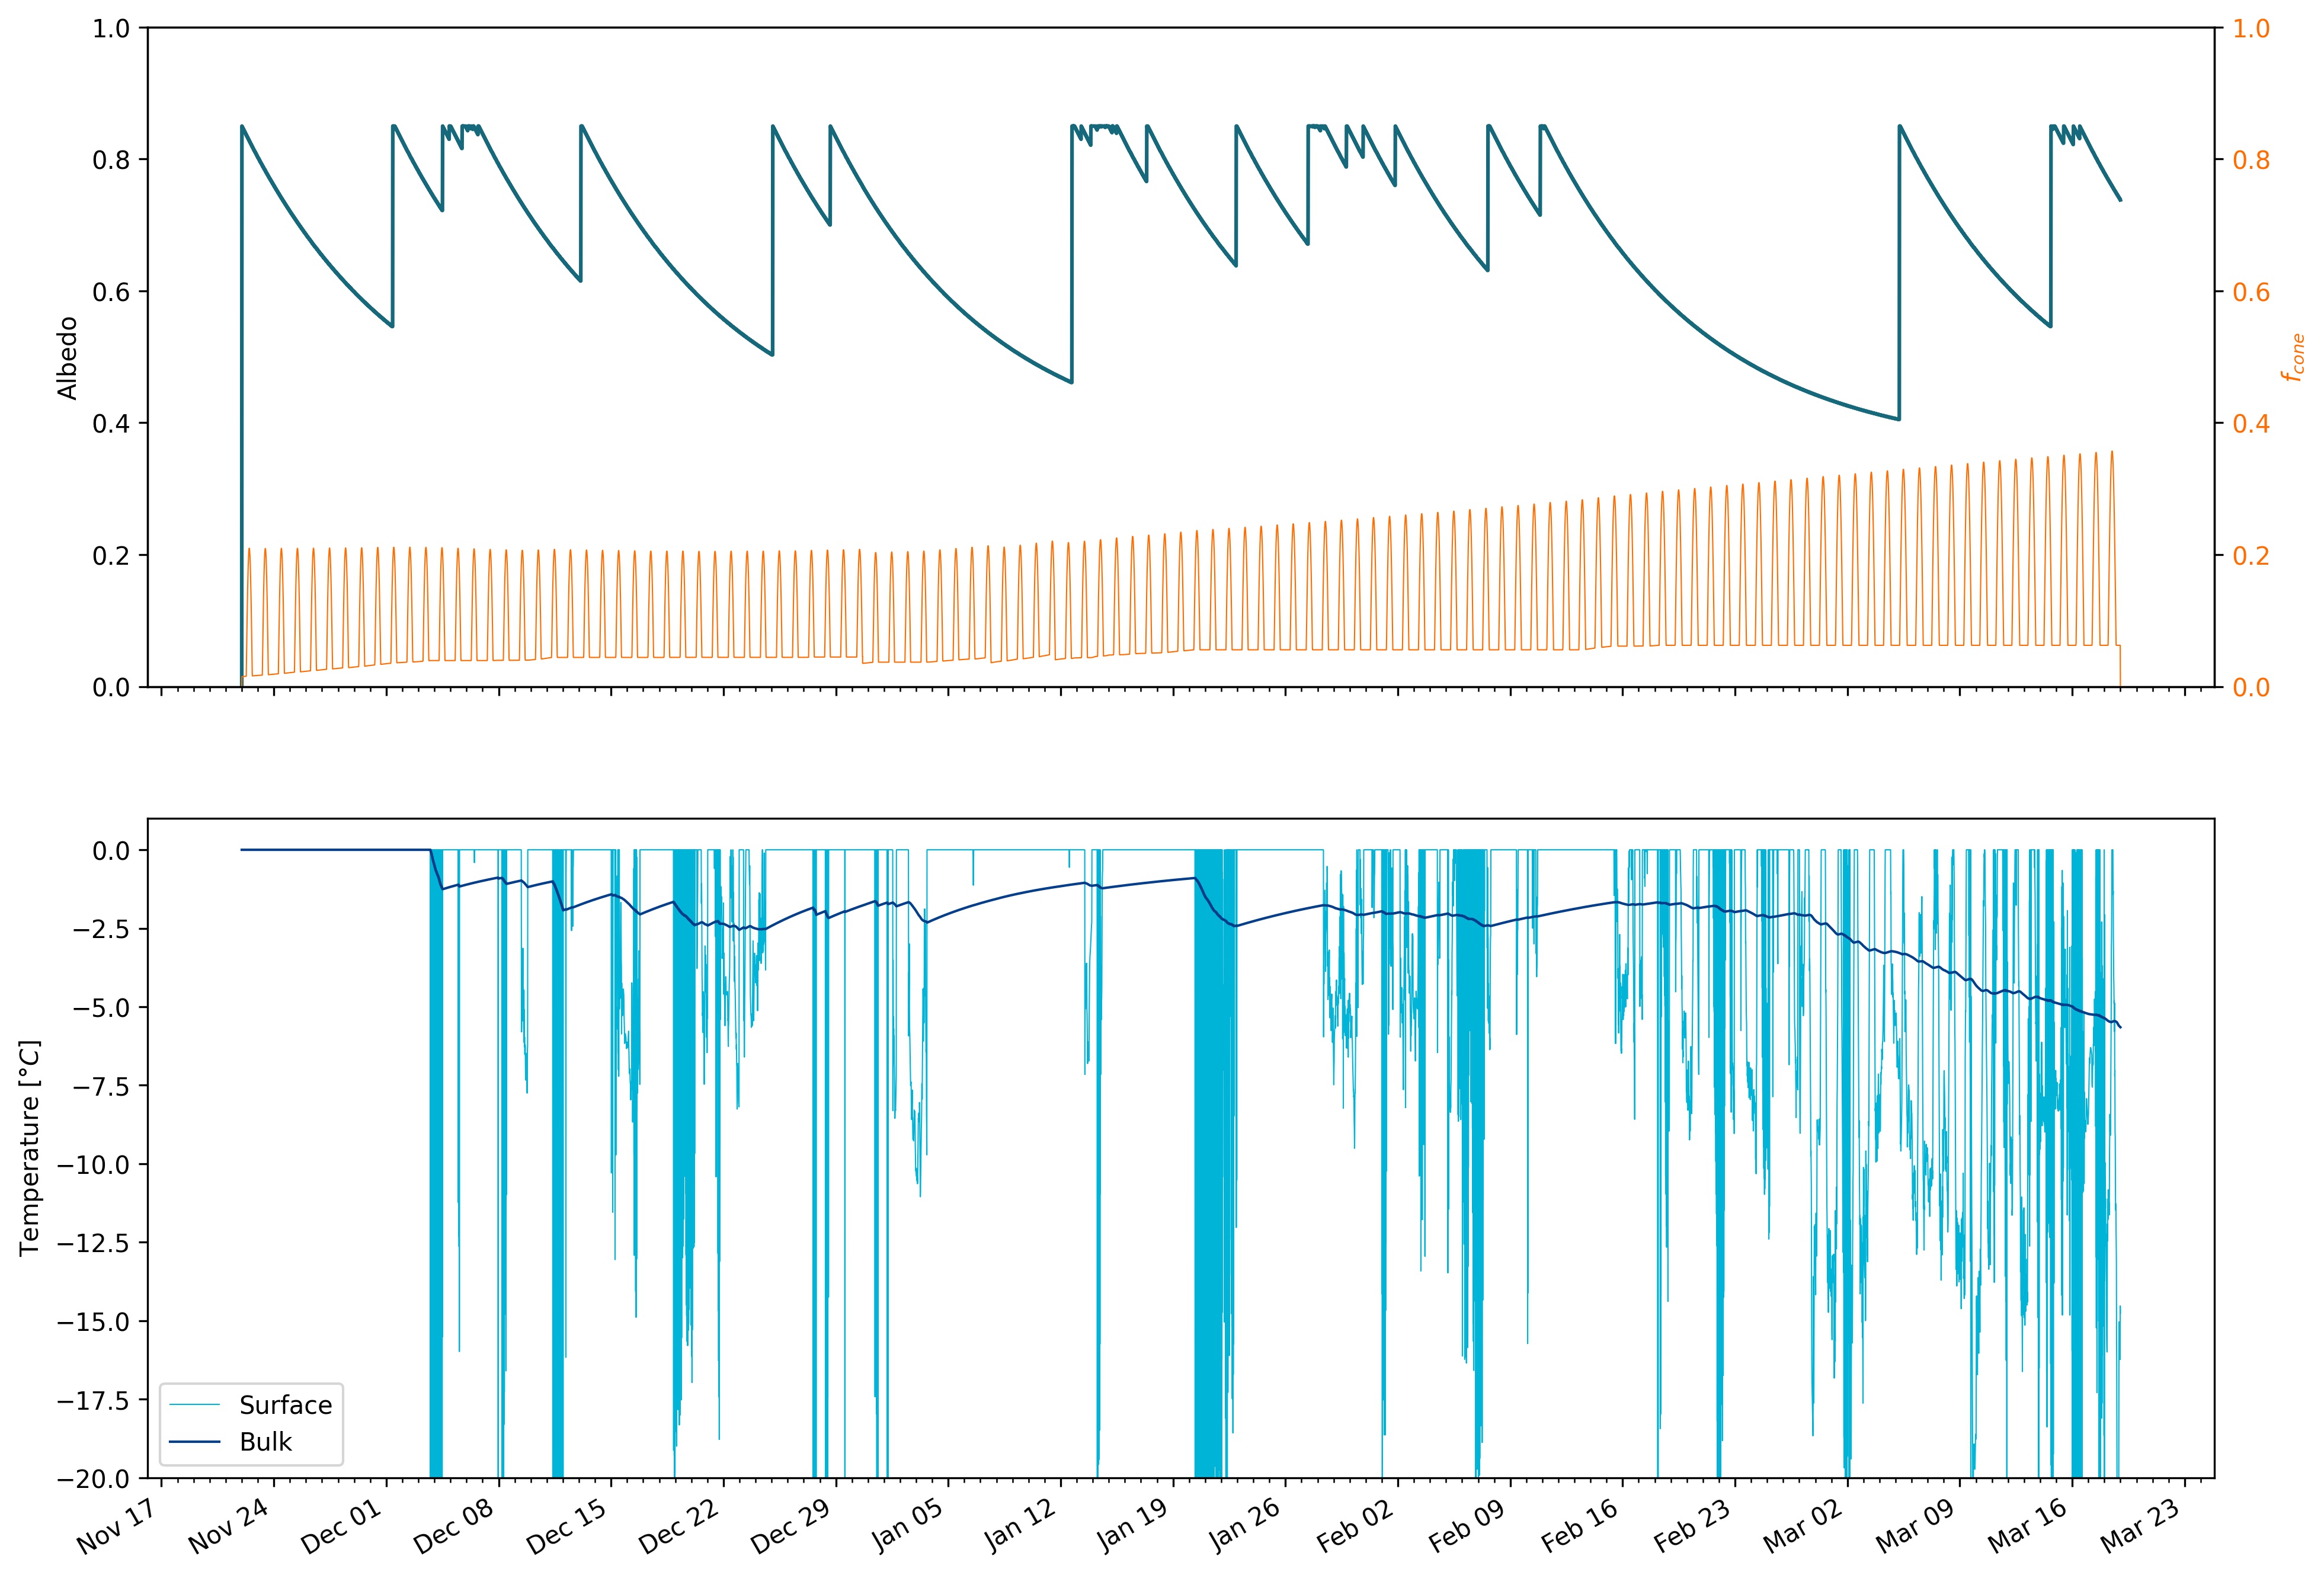 1.0
0.8
0.6
0.4
0.2
0.0
Albedo
1.0
0.8
0.6
0.4
0.2
0.0
f_cone
0.0
−2.5
−5.0
−7.5
−10.0
−12.5
−15.0
−17.5
−20.0
Temperature [°C]
Surface
Bulk
Nov 17
Nov 24
Dec 01
Dec 08
Dec 15
Dec 22
Dec 29
Jan 05
Jan 12
Jan 19
Jan 26
Feb 02
Feb 09
Feb 16
Feb 23
Mar 02
Mar 09
Mar 16
Mar 23